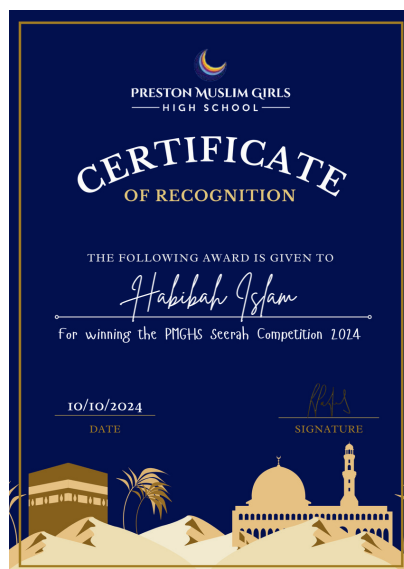 PRESTON MUSLIM GIRLS
HIGH SCHOOL
CERTIFICATE
OF RECOGNITION
THE FOLLOWING AWARD IS GIVEN TO
Habibah Islam
For winning the PMGHS Seerah Competition 2024
10/10/2024
DATE
SIGNATURE